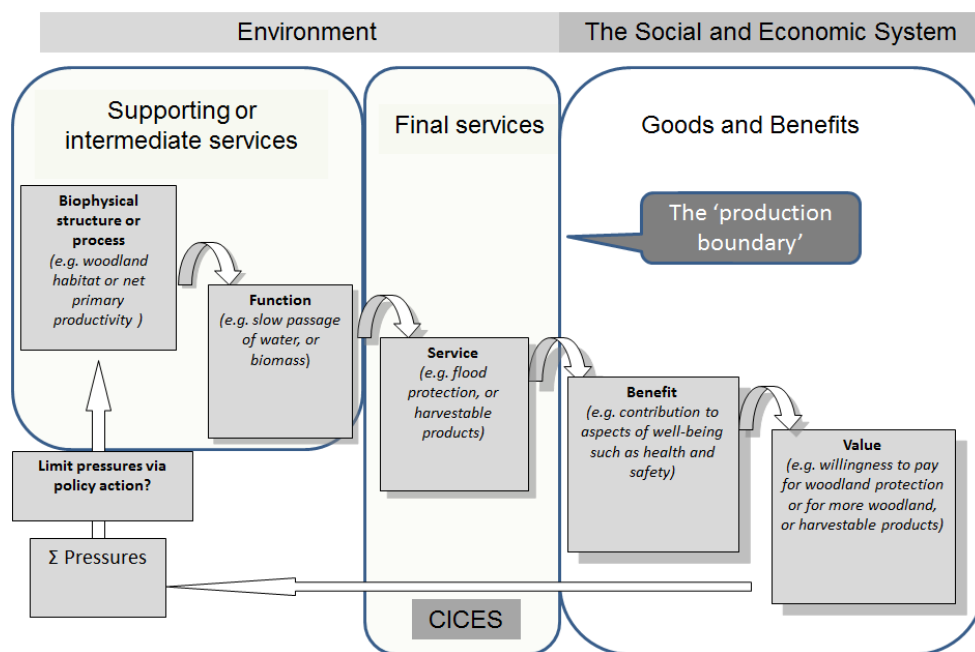 Environment
The Social and Economic System
Supporting or
intermediate services
Final services
Goods and Benefits
Biophysical
structure or
process
(e.g. woodland
habitat or net
primary
productivity )
The ‘production
boundary’
Function
(e.g. slow passage
of water, or
biomass)
Service
(e.g. flood
protection, or
harvestable
products)
Benefit
(e.g. contribution to
aspects of well-being
such as health and
safety)
Value
(e.g. willingness to pay
for woodland protection
or for more woodland,
or harvestable products)
Limit pressures via
policy action?
Σ Pressures
CICES